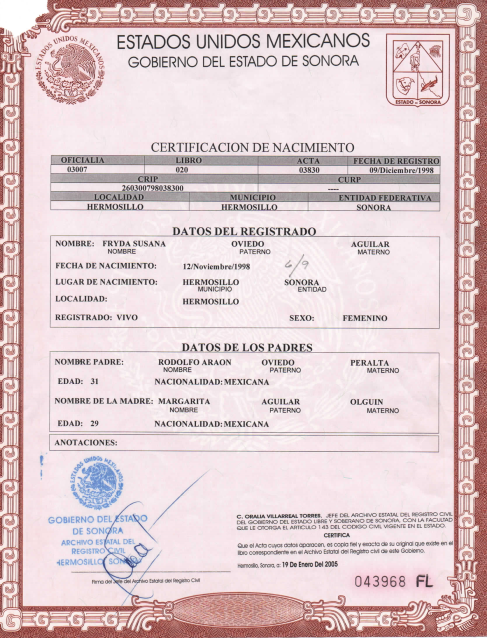 ESTADOS UNIDOS MEXICANOS
GOBIERNO DEL ESTADO DE SONORA
ESTADO DE SONORA
CERTIFICACION DE NACIMIENTO
OFICIALIA LIBRO ACTA FECHA DE REGISTRO
03007 020 03830 09/Diciembre/1998
CRIP CURP
260300798038300 ----
LOCALIDAD MUNICIPIO ENTIDAD FEDERATIVA
HERMOSILLO HERMOSILLO SONORA
DATOS DEL REGISTRADO
NOMBRE: FRYDA SUSANA OVIEDO AGUILAR
NOMBRE PATERNO MATERNO
FECHA DE NACIMIENTO: 12/Noviembre/1998 6/9
LUGAR DE NACIMIENTO: HERMOSILLO SONORA
MUNICIPIO ENTIDAD
LOCALIDAD: HERMOSILLO
REGISTRADO: VIVO SEXO: FEMENINO
DATOS DE LOS PADRES
NOMBRE PADRE: RODOLFO ARAON OVIEDO PERALTA
NOMBRE PATERNO MATERNO
EDAD: 31 NACIONALIDAD: MEXICANA
NOMBRE DE LA MADRE: MARGARITA AGUILAR OLGUIN
NOMBRE PATERNO MATERNO
EDAD: 29 NACIONALIDAD: MEXICANA
ANOTACIONES:
ESTADOS UNIDOS MEXICANOS
GOBIERNO DEL ESTADO
DE SONORA
ARCHIVO ESTATAL DEL
REGISTRO CIVIL
HERMOSILLO, SONORA
Firma del Jefe del Archivo Estatal del Registro Civil
C. ORALIA VILLARREAL TORRES, JEFE DEL ARCHIVO ESTATAL DEL REGISTRO CIVIL
DEL GOBIERNO DEL ESTADO LIBRE Y SOBERANO DE SONORA, CON LA FACULTAD
QUE LE OTORGA EL ARTICULO 145 DEL CODIGO CIVIL VIGENTE EN EL ESTADO.
CERTIFICA
Que el Acta cuyos datos aparecen, es copia fiel y exacta de su original que existe en el
libro correspondiente en el Archivo Estatal del Registro civil de este Gobierno.
Hermosillo, Sonora, a 19 De Enero Del 2005
043968 FL